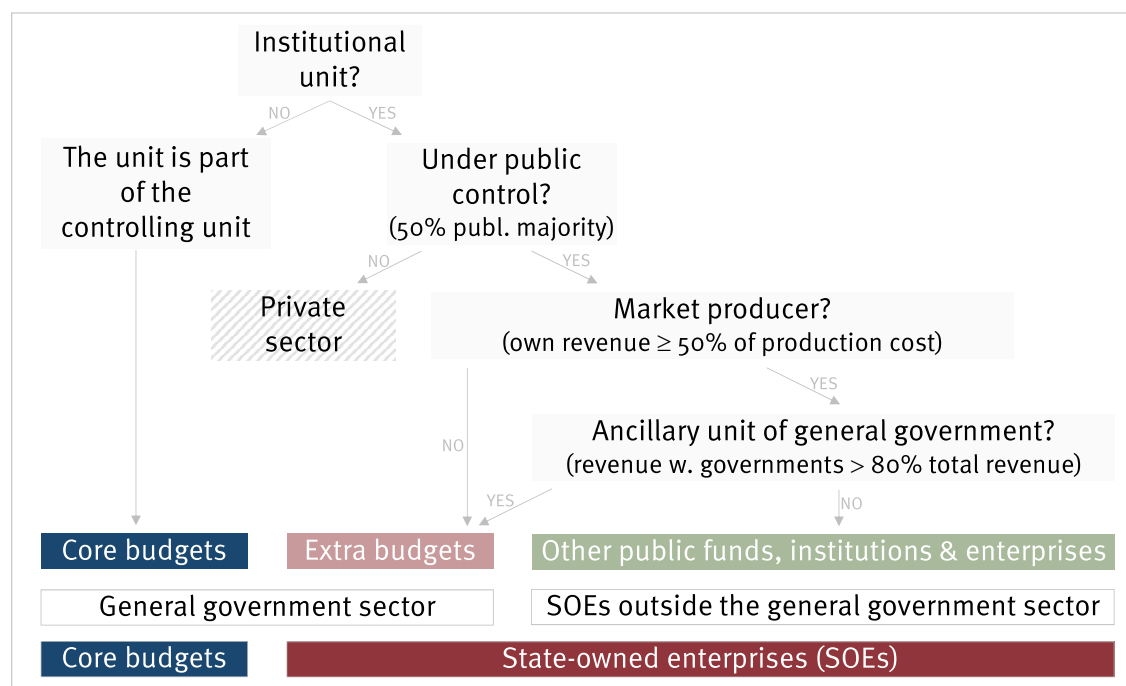 Institutional
unit?
NO
YES
The unit is part
of the
controlling unit
Under public
control?
(50% publ. majority)
NO
YES
Private
sector
Market producer?
(own revenue ≥ 50% of production cost)
YES
NO
Ancillary unit of general government?
(revenue w. governments > 80% total revenue)
YES
NO
Core budgets
Extra budgets
Other public funds, institutions & enterprises
General government sector
SOEs outside the general government sector
Core budgets
State-owned enterprises (SOEs)